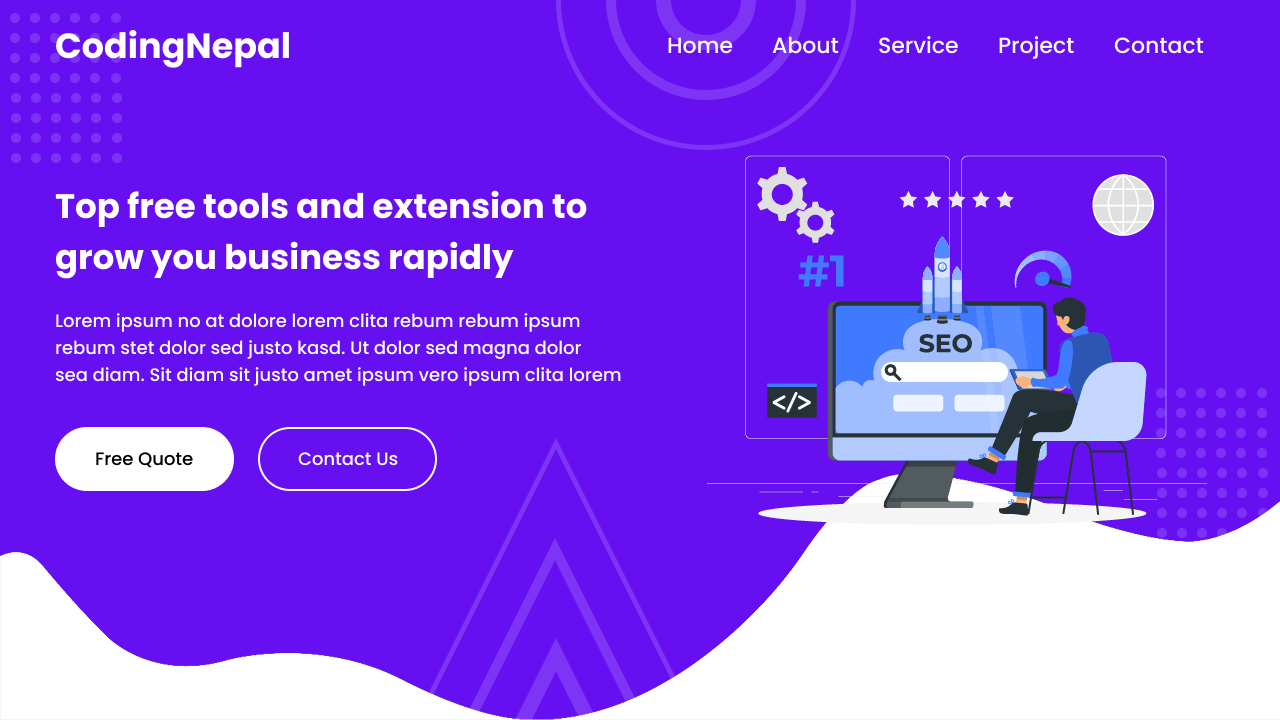 CodingNepal
Home About Service Project Contact
Top free tools and extension to
grow you business rapidly
Lorem ipsum no at dolore lorem clita rebum rebum ipsum
rebum stet dolor sed justo kasd. Ut dolor sed magna dolor
sea diam. Sit diam sit justo amet ipsum vero ipsum clita lorem
Free Quote Contact Us
#1
SEO
</>